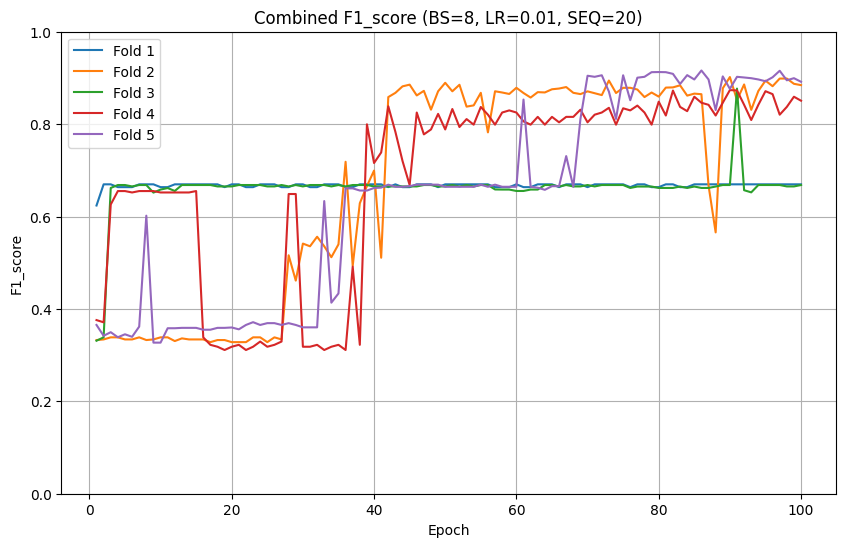 Combined F1_score (BS=8, LR=0.01, SEQ=20)
Fold 1
Fold 2
Fold 3
Fold 4
Fold 5
F1_score
1.0
0.8
0.6
0.4
0.2
0.0
0 20 40 60 80 100
Epoch